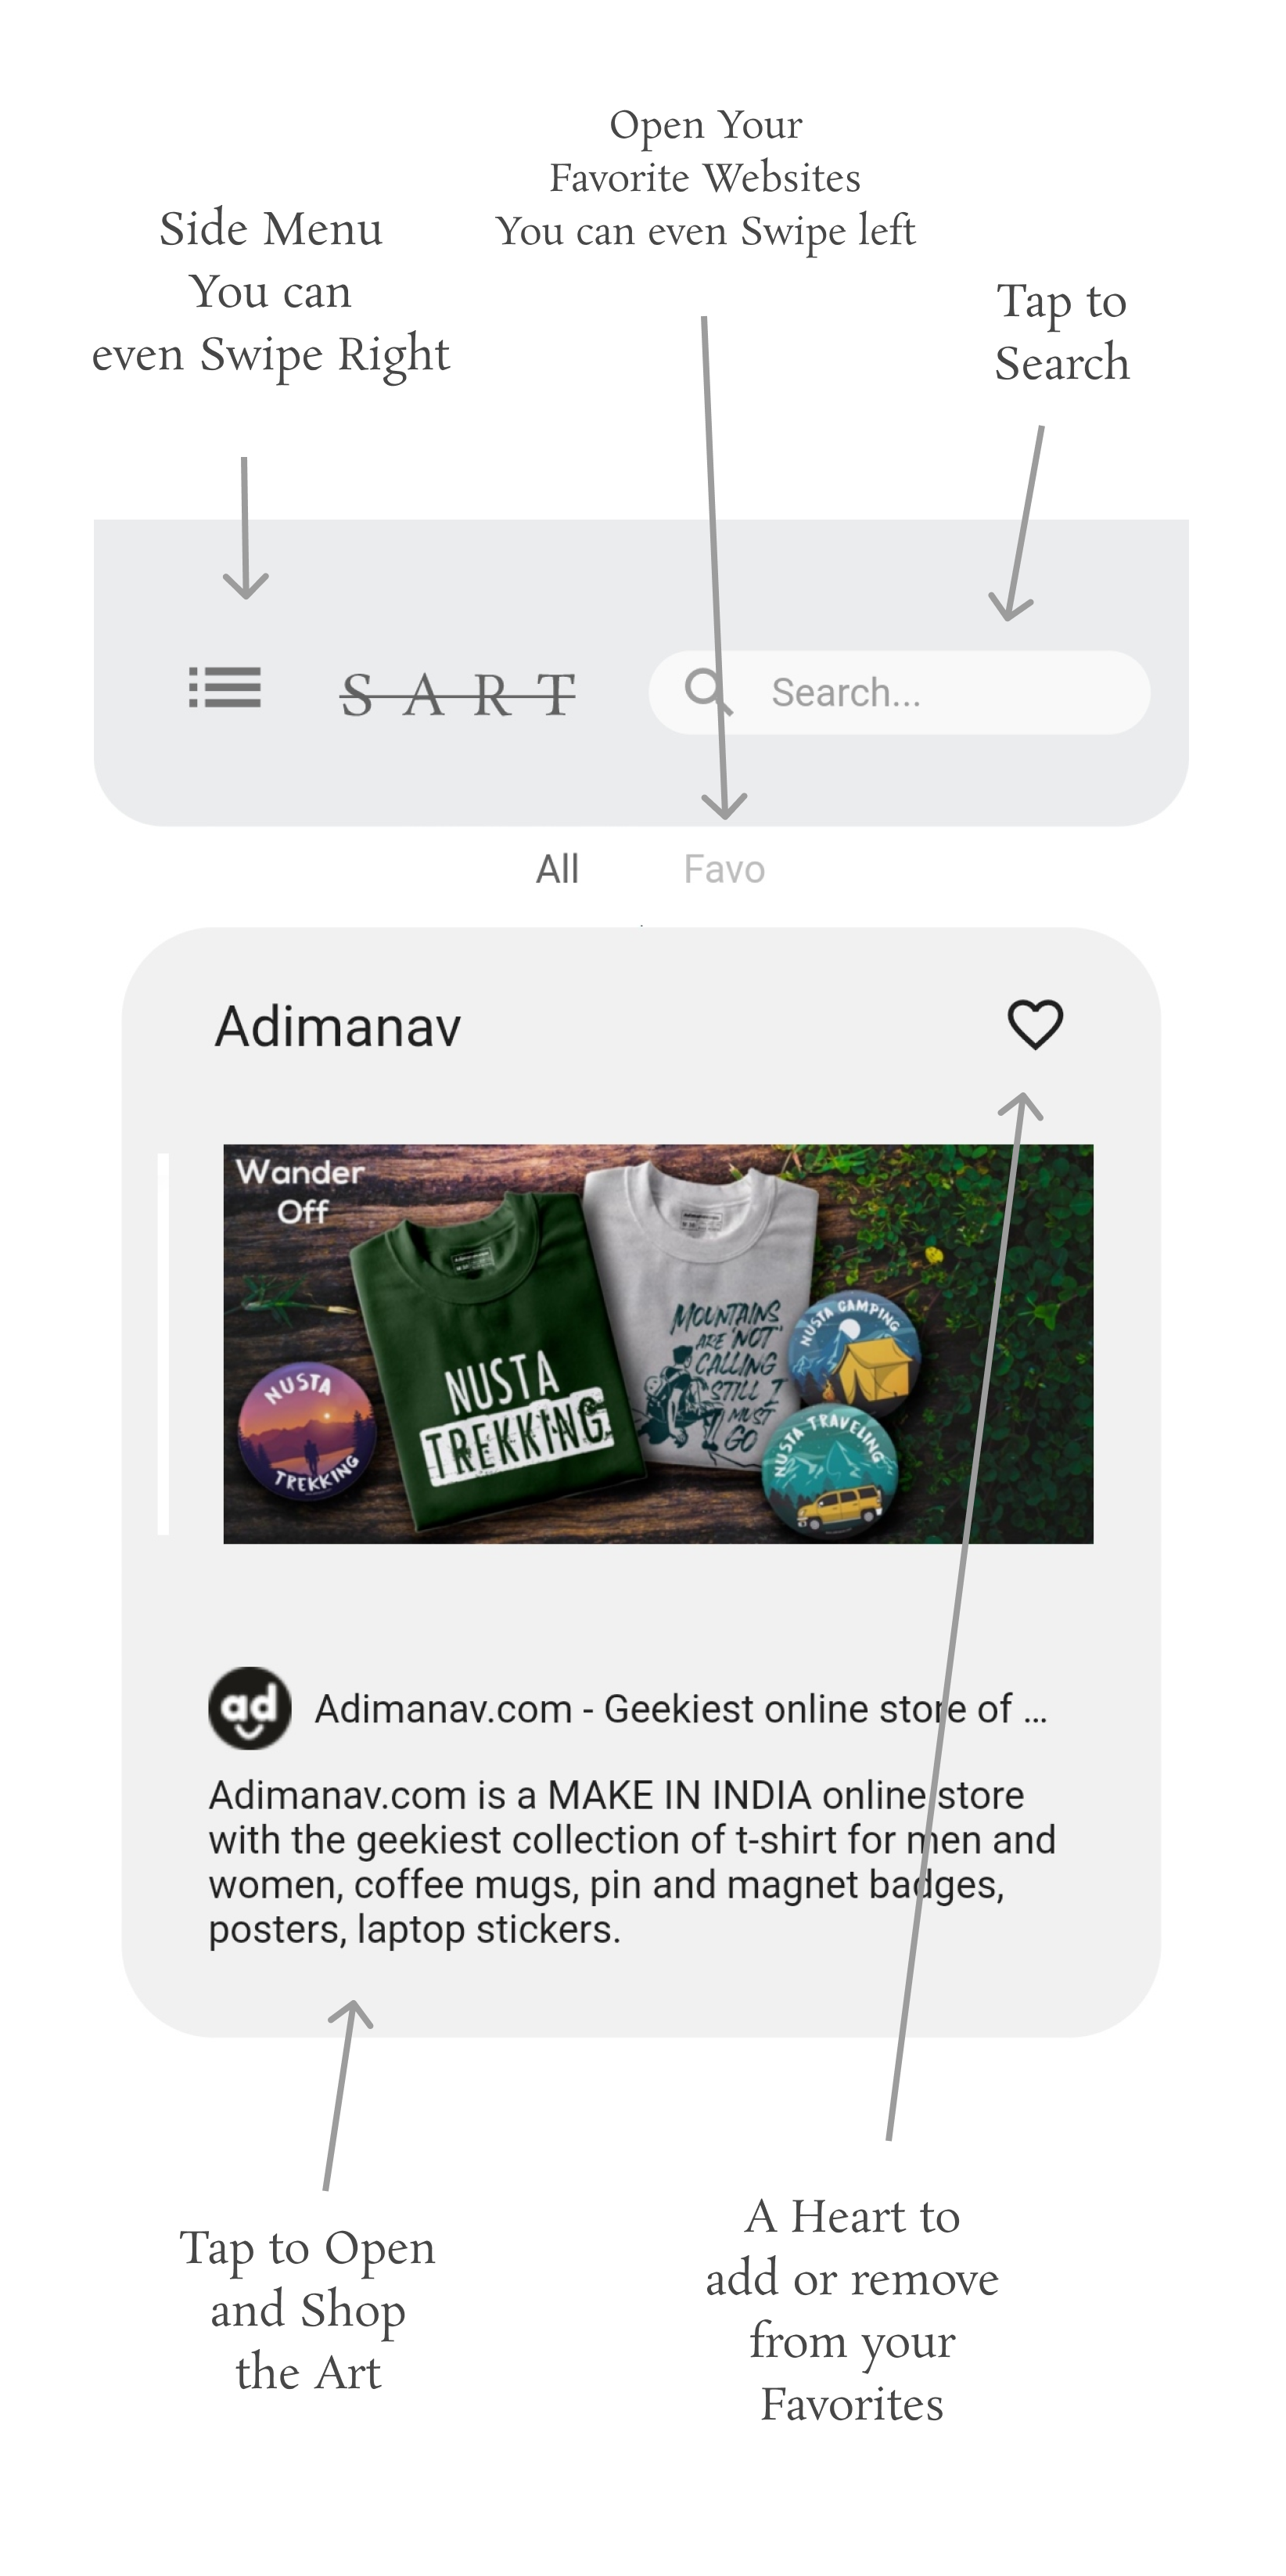 Open Your
Favorite Websites
You can even Swipe left
Side Menu
You can
even Swipe Right
Tap to
Search
S A R T
Search...
All
Favo
Adimanav
Wander
Off
NUSTA
TREKKING
MOUNTAINS
ARE 'NOT'
CALLING
STILL I
MUST
GO
NUSTA CAMPING
NUSTA TRAVELING
NUSTA
TREKKING
ad
Adimanav.com - Geekiest online store of ...
Adimanav.com is a MAKE IN INDIA online store
with the geekiest collection of t-shirt for men and
women, coffee mugs, pin and magnet badges,
posters, laptop stickers.
Tap to Open
and Shop
the Art
A Heart to
add or remove
from your
Favorites